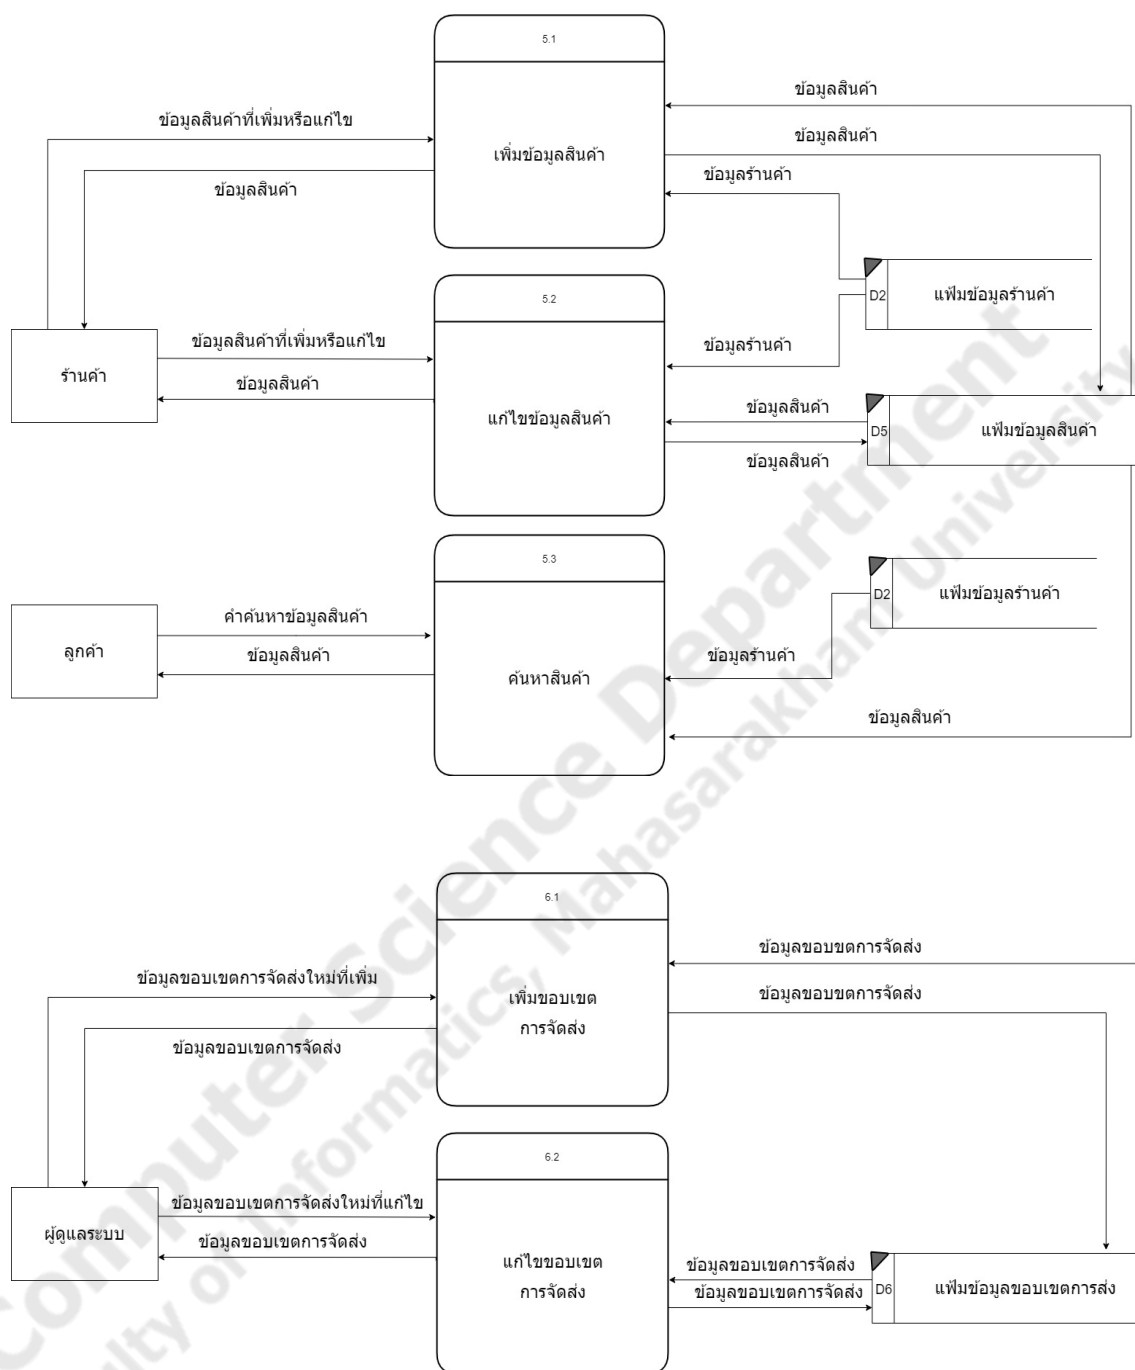 5.1
ข้อมูลสินค้า
ข้อมูลสินค้าที่เพิ่มหรือแก้ไข
ข้อมูลสินค้า
เพิ่มข้อมูลสินค้า
ข้อมูลร้านค้า
ข้อมูลสินค้า
D2
แฟ้มข้อมูลร้านค้า
5.2
ข้อมูลสินค้าที่เพิ่มหรือแก้ไข
ข้อมูลร้านค้า
ร้านค้า
ข้อมูลสินค้า
ข้อมูลสินค้า
แก้ไขข้อมูลสินค้า
D5
แฟ้มข้อมูลสินค้า
ข้อมูลสินค้า
5.3
D2
แฟ้มข้อมูลร้านค้า
คำค้นหาข้อมูลสินค้า
ลูกค้า
ข้อมูลสินค้า
ข้อมูลร้านค้า
ค้นหาสินค้า
ข้อมูลสินค้า
6.1
ข้อมูลขอบขตการจัดส่ง
ข้อมูลขอบเขตการจัดส่งใหม่ที่เพิ่ม
เพิ่มขอบเขต
การจัดส่ง
ข้อมูลขอบขตการจัดส่ง
ข้อมูลขอบเขตการจัดส่ง
6.2
ข้อมูลขอบเขตการจัดส่งใหม่ที่แก้ไข
ผู้ดูแลระบบ
ข้อมูลขอบเขตการจัดส่ง
แก้ไขขอบเขต
การจัดส่ง
ข้อมูลขอบเขตการจัดส่ง
ข้อมูลขอบเขตการจัดส่ง
D6
แฟ้มข้อมูลขอบเขตการส่ง
Computer Science Department
Faculty of Informatics, Mahasarakham University